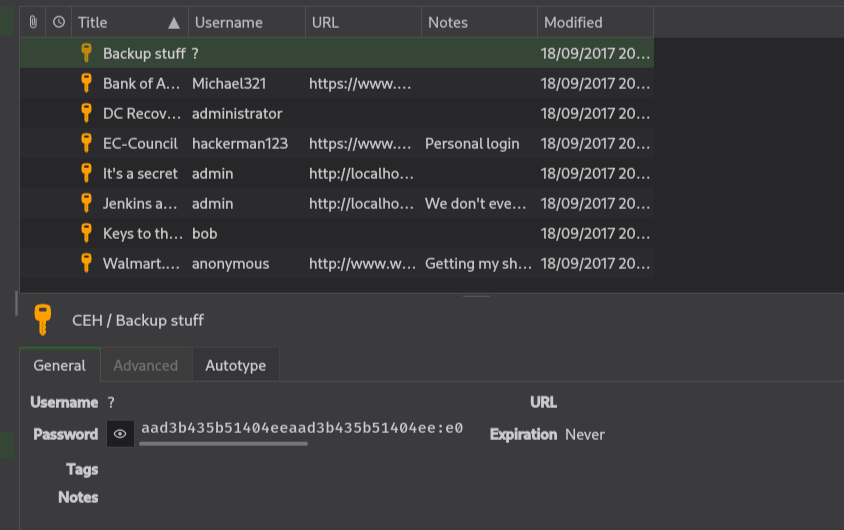 Title Username URL Notes Modified
Backup stuff ? 18/09/2017 20...
Bank of A... Michael321 https://www.... 18/09/2017 20...
DC Recov... administrator 18/09/2017 20...
EC-Council hackerman123 https://www.... Personal login 18/09/2017 20...
It's a secret admin http://localho... 18/09/2017 20...
Jenkins a... admin http://localho... We don't eve... 18/09/2017 20...
Keys to th... bob 18/09/2017 20...
Walmart.... anonymous http://www.w... Getting my sh... 18/09/2017 20...
CEH / Backup stuff
General Advanced Autotype
Username ? URL
Password aad3b435b51404eeaad3b435b51404ee:e0 Expiration Never
Tags
Notes